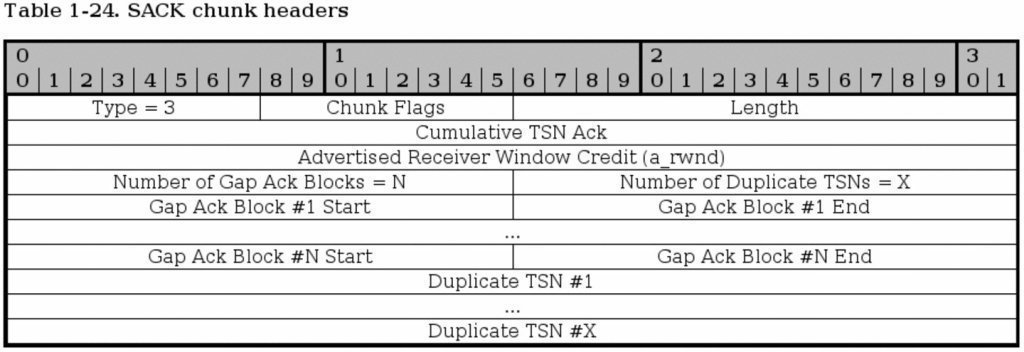 Table 1-24. SACK chunk headers
0 1 2 3
0 1 2 3 4 5 6 7 8 9 0 1 2 3 4 5 6 7 8 9 0 1 2 3 4 5 6 7 8 9 0 1
Type = 3 Chunk Flags Length
Cumulative TSN Ack
Advertised Receiver Window Credit (a_rwnd)
Number of Gap Ack Blocks = N Number of Duplicate TSNs = X
Gap Ack Block #1 Start Gap Ack Block #1 End
...
Gap Ack Block #N Start Gap Ack Block #N End
Duplicate TSN #1
...
Duplicate TSN #X